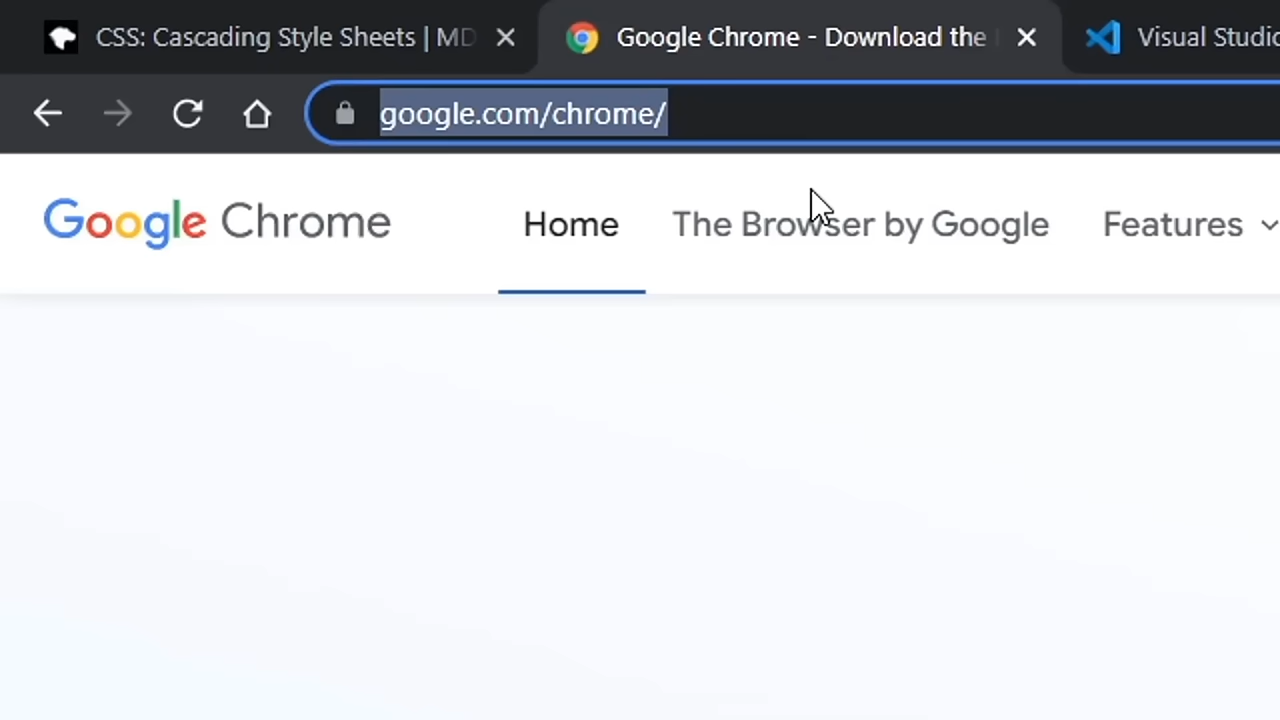 CSS: Cascading Style Sheets | MD
Google Chrome - Download the
Visual Studio
google.com/chrome/
Google Chrome
Home
The Browser by Google
Features